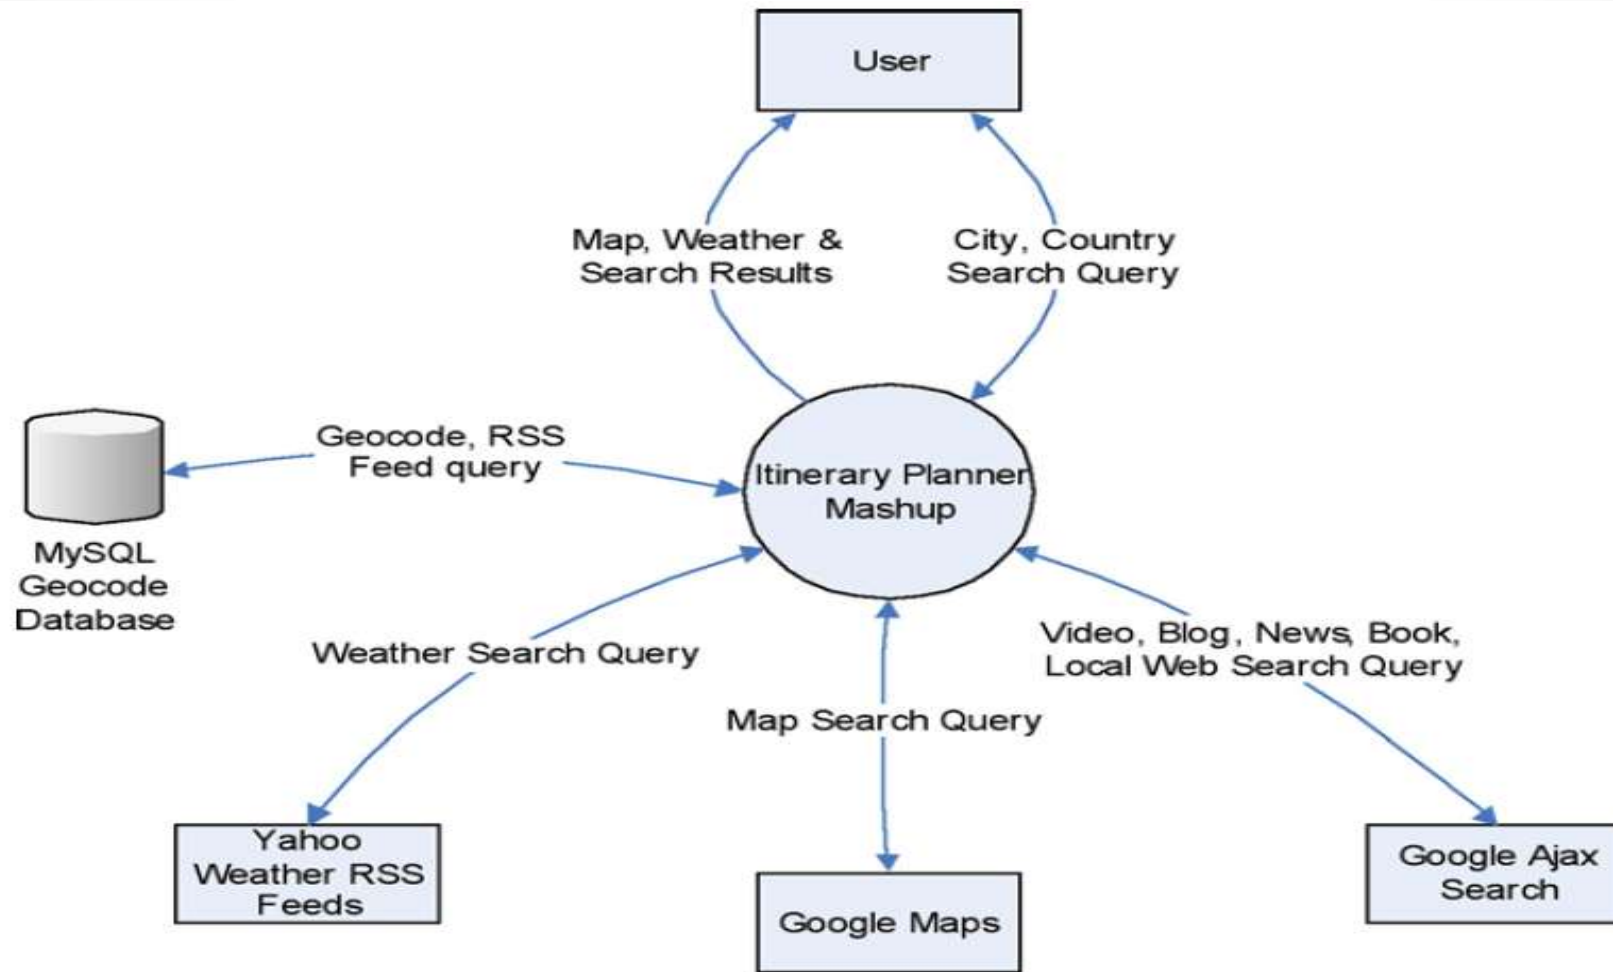 User
Map, Weather &
Search Results
City, Country
Search Query
Geocode, RSS
Feed query
Itinerary Planner
Mashup
MySQL
Geocode
Database
Weather Search Query
Video, Blog, News, Book,
Local Web Search Query
Map Search Query
Yahoo
Weather RSS
Feeds
Google Maps
Google Ajax
Search